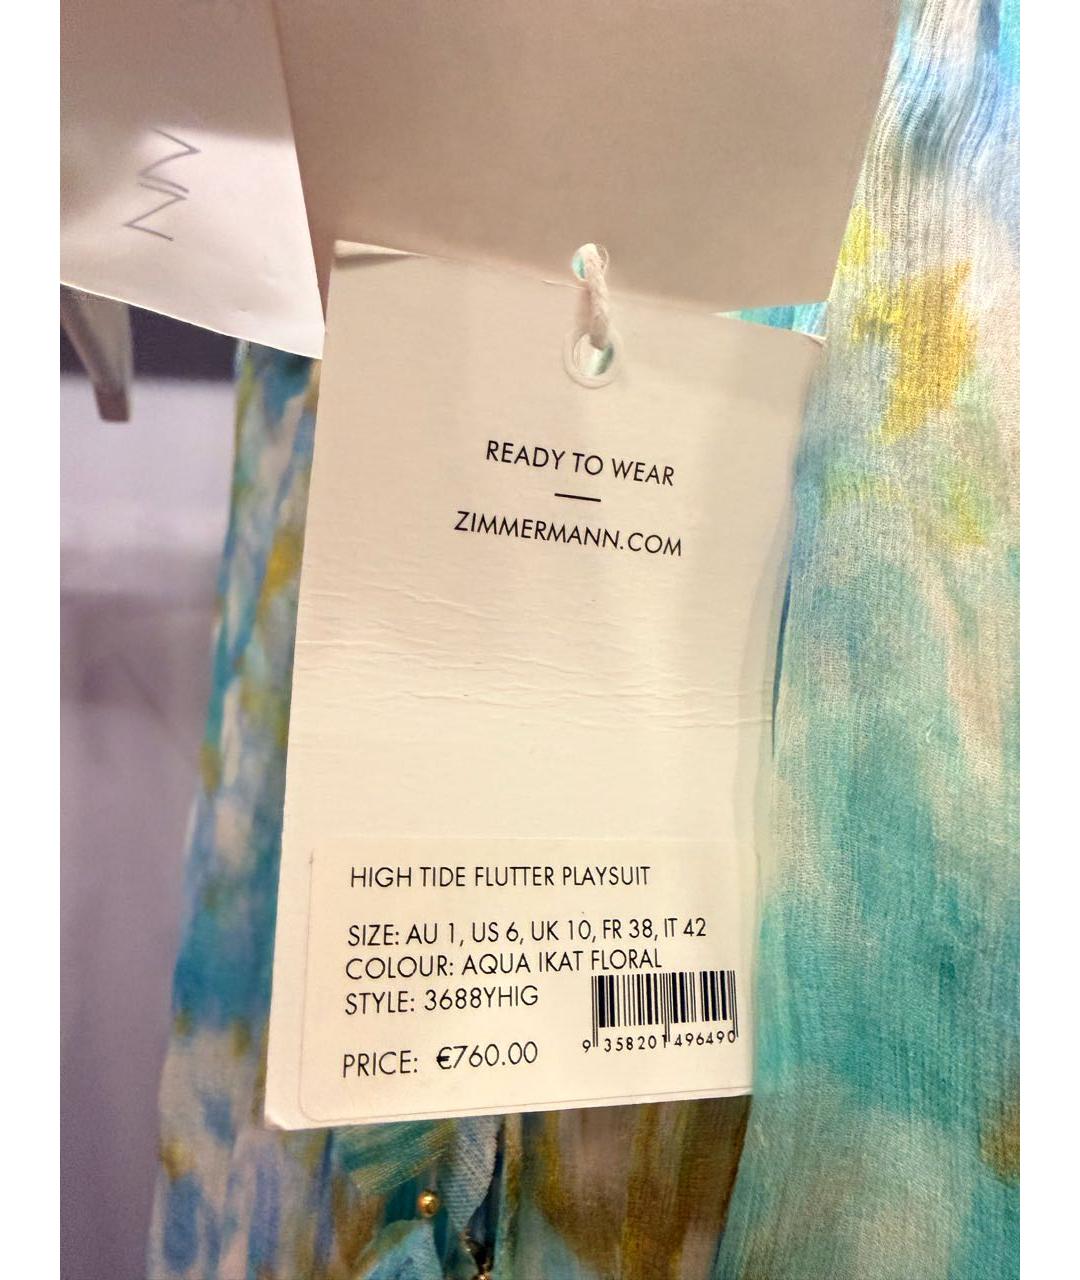 READY TO WEAR
ZIMMERMANN.COM
HIGH TIDE FLUTTER PLAYSUIT
SIZE: AU 1, US 6, UK 10, FR 38, IT 42
COLOUR: AQUA IKAT FLORAL
STYLE: 3688YHIG
9 358201 496490
PRICE: €760.00